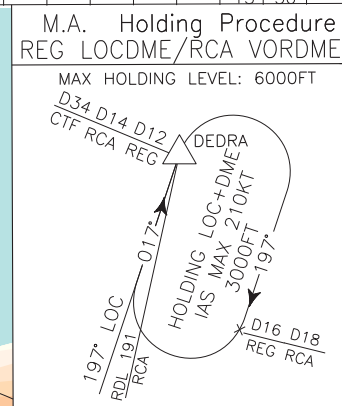 M.A. Holding Procedure
REG LOCDME/RCA VORDME
MAX HOLDING LEVEL: 6000FT
D34 D14 D12
CTF RCA REG
DEDRA
017°
HOLDING LOC+DME
IAS MAX 210KT
3000FT
197°
D16 D18
REG RCA
197° LOC
RDL 191
RCA